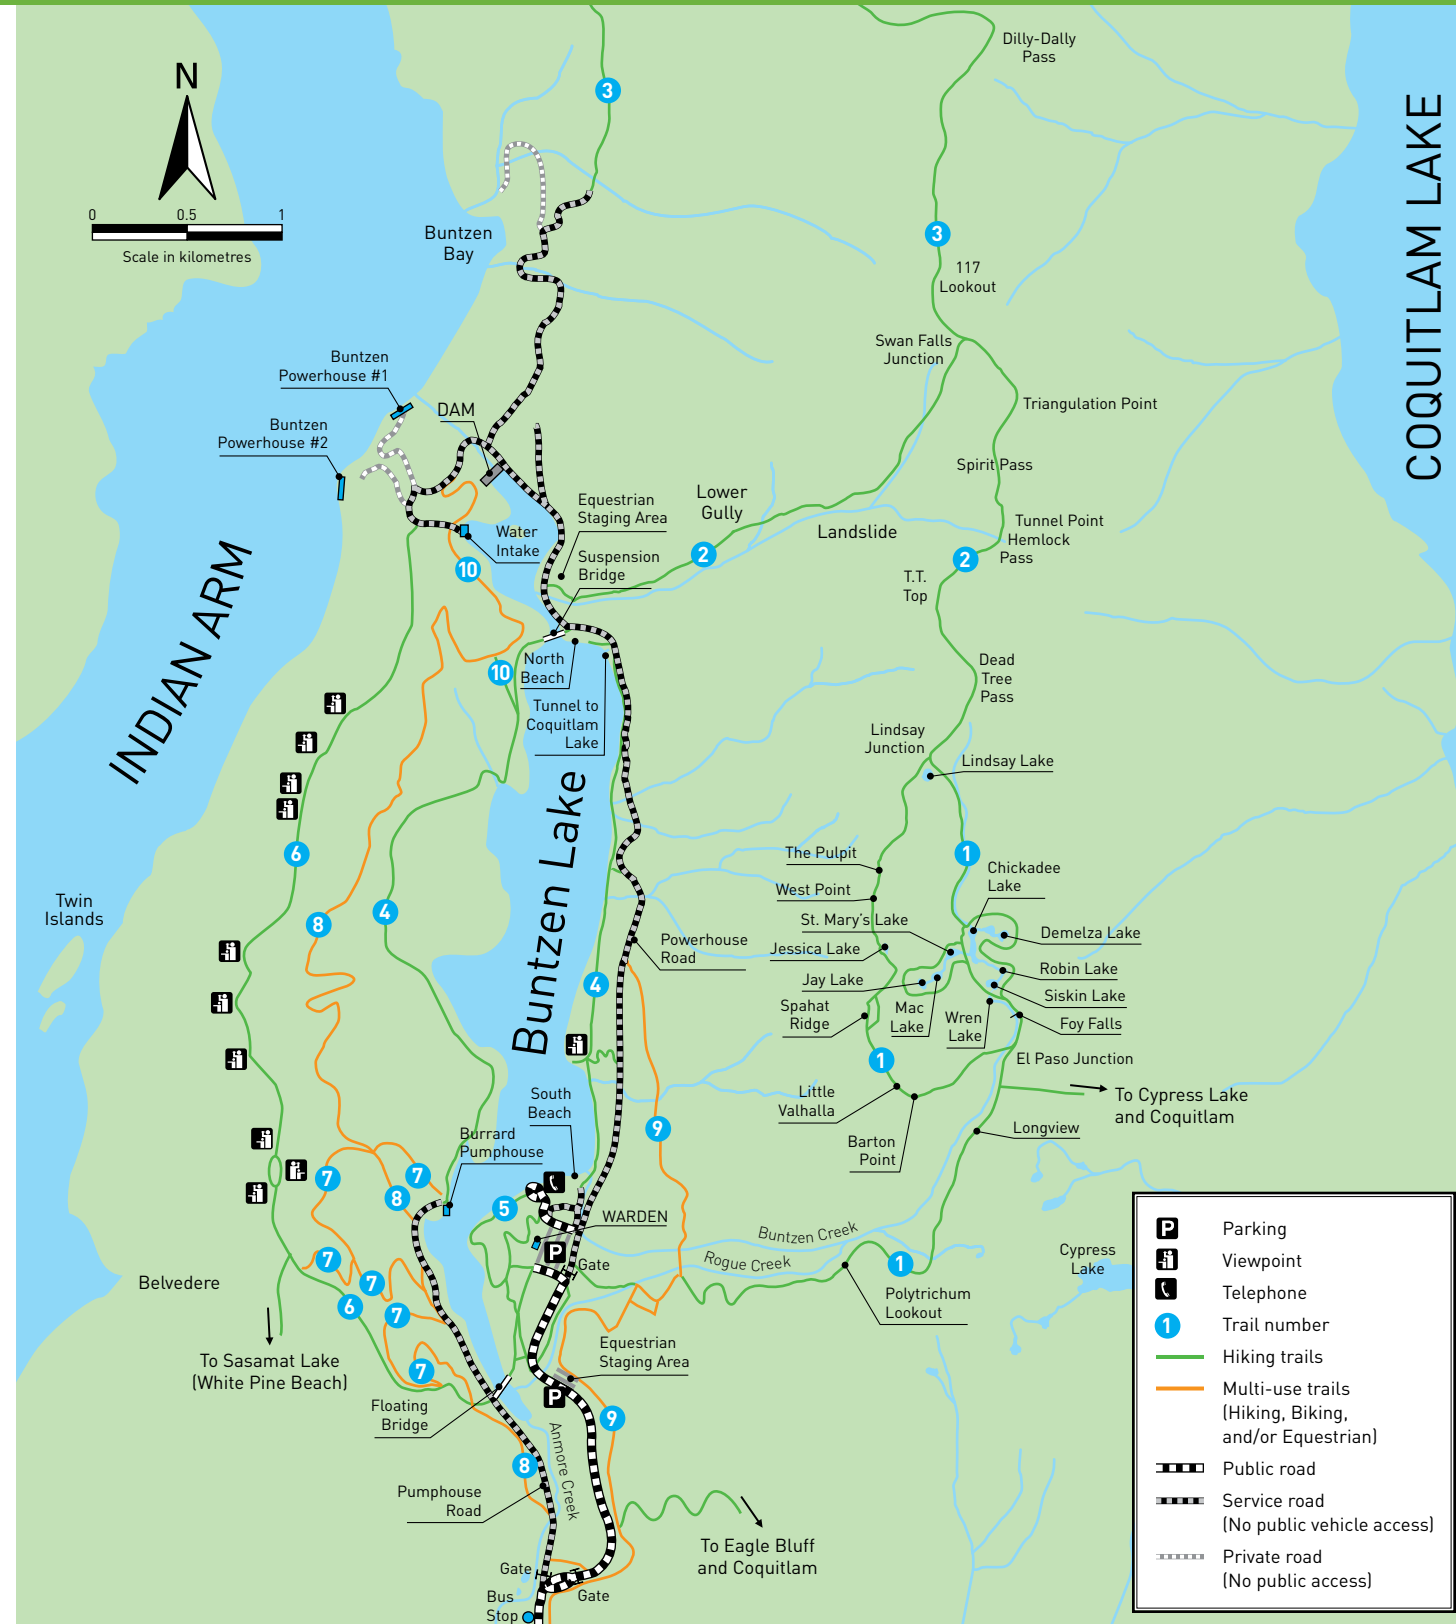 Dilly-Dally
Pass
N
3
COQUITLAM LAKE
0 0.5 1
Scale in kilometres
Buntzen
Bay
3
117
Lookout
Swan Falls
Junction
Buntzen
Powerhouse #1
DAM
Triangulation Point
Buntzen
Powerhouse #2
Spirit Pass
Equestrian
Staging Area
Lower
Gully
Landslide
Tunnel Point
Hemlock
Pass
Water
Intake
Suspension
Bridge
2
2
10
T.T.
Top
INDIAN ARM
North
Beach
10
Dead
Tree
Pass
Tunnel to
Coquitlam
Lake
Lindsay
Junction
Lindsay Lake
Buntzen Lake
6
The Pulpit
1
Chickadee
Lake
West Point
Twin
Islands
8
4
St. Mary's Lake
Demelza Lake
Powerhouse
Road
Jessica Lake
Robin Lake
4
Jay Lake
Siskin Lake
Spahat
Ridge
Mac
Lake
Wren
Lake
Foy Falls
1
El Paso Junction
South
Beach
Little
Valhalla
To Cypress Lake
and Coquitlam
9
Burrard
Pumphouse
Barton
Point
Longview
7
7
8
5
WARDEN
Buntzen Creek
Rogue Creek
P
Gate
7
7
Belvedere
6
7
1
Cypress
Lake
Polytrichum
Lookout
To Sasamat Lake
(White Pine Beach)
7
Equestrian
Staging Area
P
Floating
Bridge
9
Anmore Creek
8
Pumphouse
Road
To Eagle Bluff
and Coquitlam
Gate
Gate
Bus
Stop
P Parking
Viewpoint
Telephone
1 Trail number
Hiking trails
Multi-use trails
(Hiking, Biking,
and/or Equestrian)
Public road
Service road
(No public vehicle access)
Private road
(No public access)